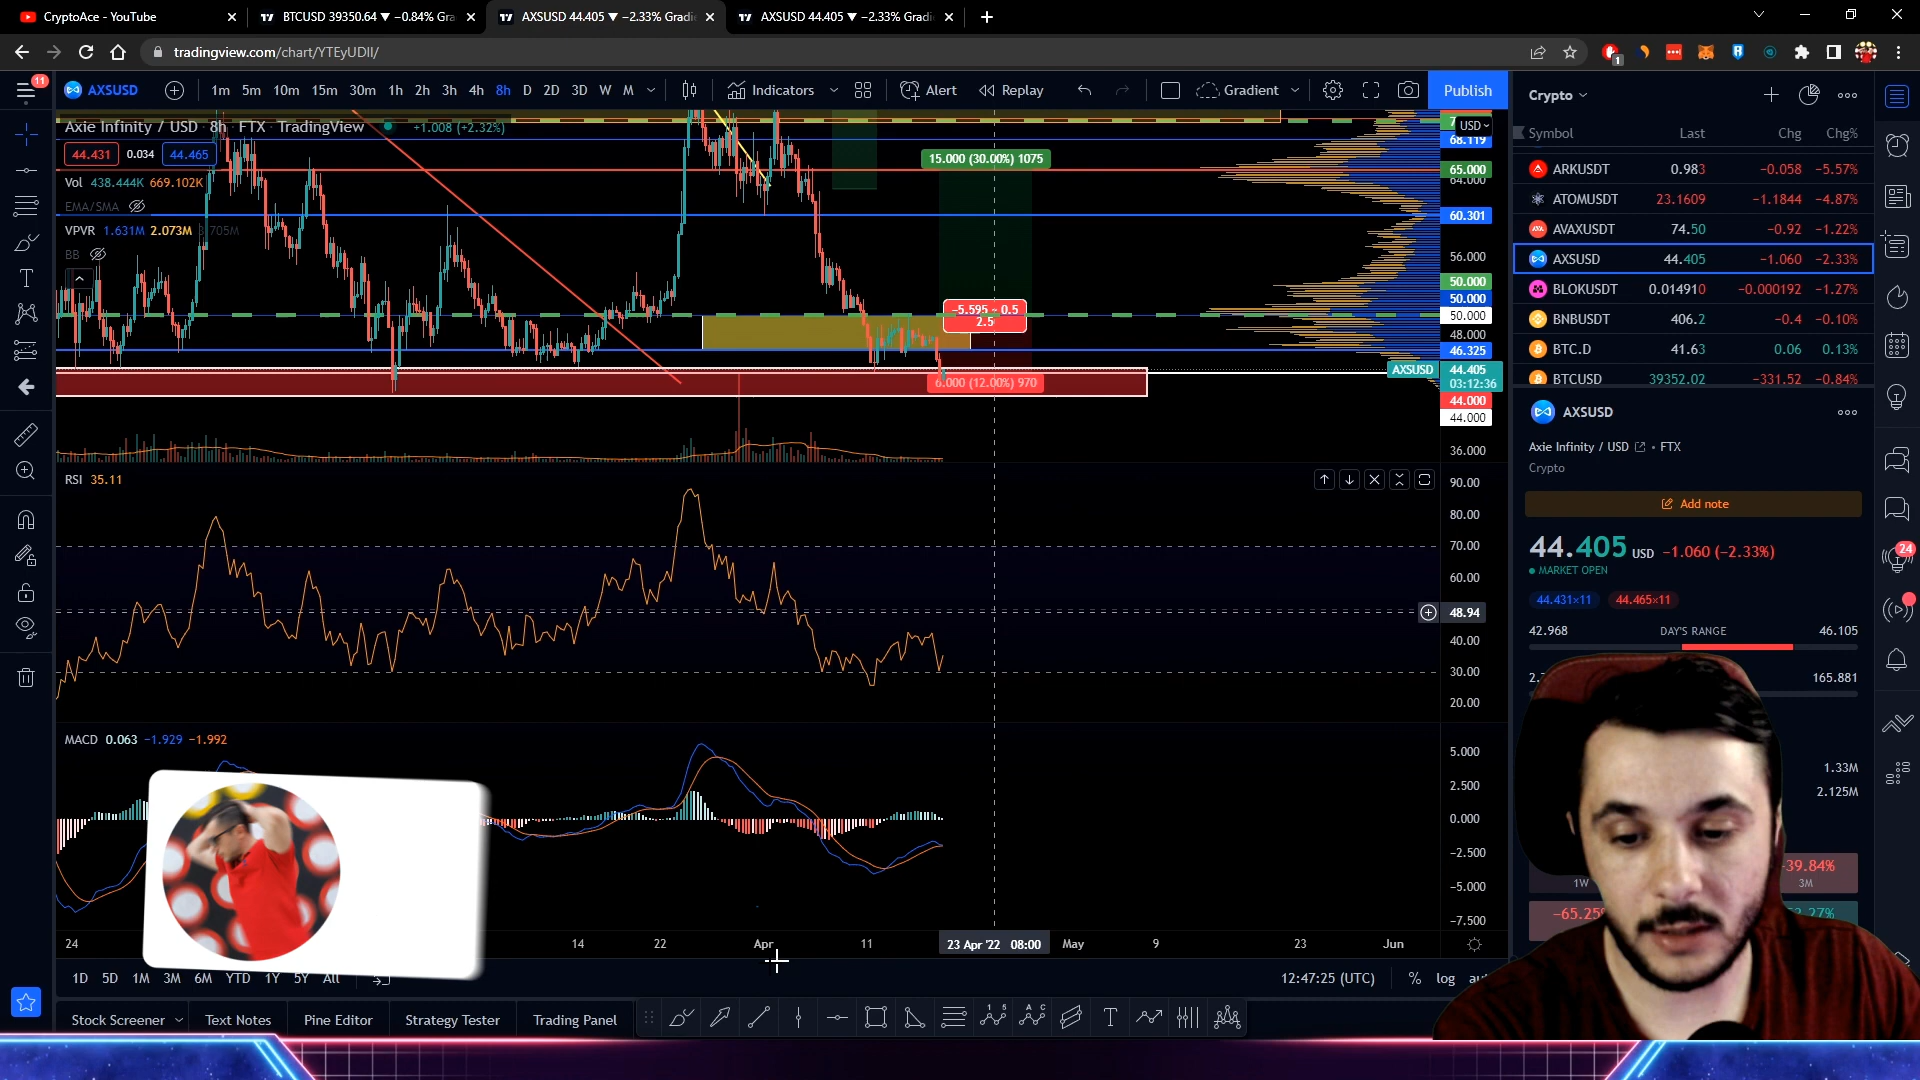 CryptoAce - YouTube
BTCUSD 39350.64 ▼ −0.84% Gra
AXSUSD 44.405 ▼ −2.33% Gradi
AXSUSD 44.405 ▼ −2.33% Gradi
tradingview.com/chart/YTEyUDII/
1
11
AXSUSD
1m 5m 10m 15m 30m 1h 2h 3h 4h 8h D 2D 3D W M
Indicators
Alert
Replay
Gradient
Publish
Axie Infinity / USD · 8h · FTX · TradingView
+1.008 (+2.32%)
44.431 0.034 44.465
Vol 438.444K 669.102K
EMA/SMA
VPVR 1.631M 2.073M
BB
15.000 (30.00%) 1075
−5.595 ~ 0.5
2.5
6.000 (12.00%) 970
USD
68.119
65.000
64.000
60.301
56.000
50.000
50.000
50.000
48.000
46.325
AXSUSD 44.405
03:12:36
44.000
44.000
36.000
RSI 35.11
90.00
80.00
70.00
60.00
48.94
40.00
30.00
20.00
MACD 0.063 −1.929 −1.992
5.000
2.500
0.000
−2.500
−5.000
−7.500
24
14
22
Apr
11
23 Apr '22 08:00
May
9
23
Jun
1D 5D 1M 3M 6M YTD 1Y 5Y All
12:47:25 (UTC)
% log
Stock Screener
Text Notes
Pine Editor
Strategy Tester
Trading Panel
Crypto
Symbol Last Chg Chg%
ARKUSDT 0.983 −0.058 −5.57%
ATOMUSDT 23.1609 −1.1844 −4.87%
AVAXUSDT 74.50 −0.92 −1.22%
AXSUSD 44.405 −1.060 −2.33%
BLOKUSDT 0.014910 −0.000192 −1.27%
BNBUSDT 406.2 −0.4 −0.10%
BTC.D 41.63 0.06 0.13%
BTCUSD 39352.02 −331.52 −0.84%
AXSUSD
Axie Infinity / USD • FTX
Crypto
Add note
44.405 USD −1.060 (−2.33%)
MARKET OPEN
44.431×11 44.465×11
42.968 DAY'S RANGE 46.105
165.881
1.33M
2.125M
1W
-39.84%
3M
−65.25%
24